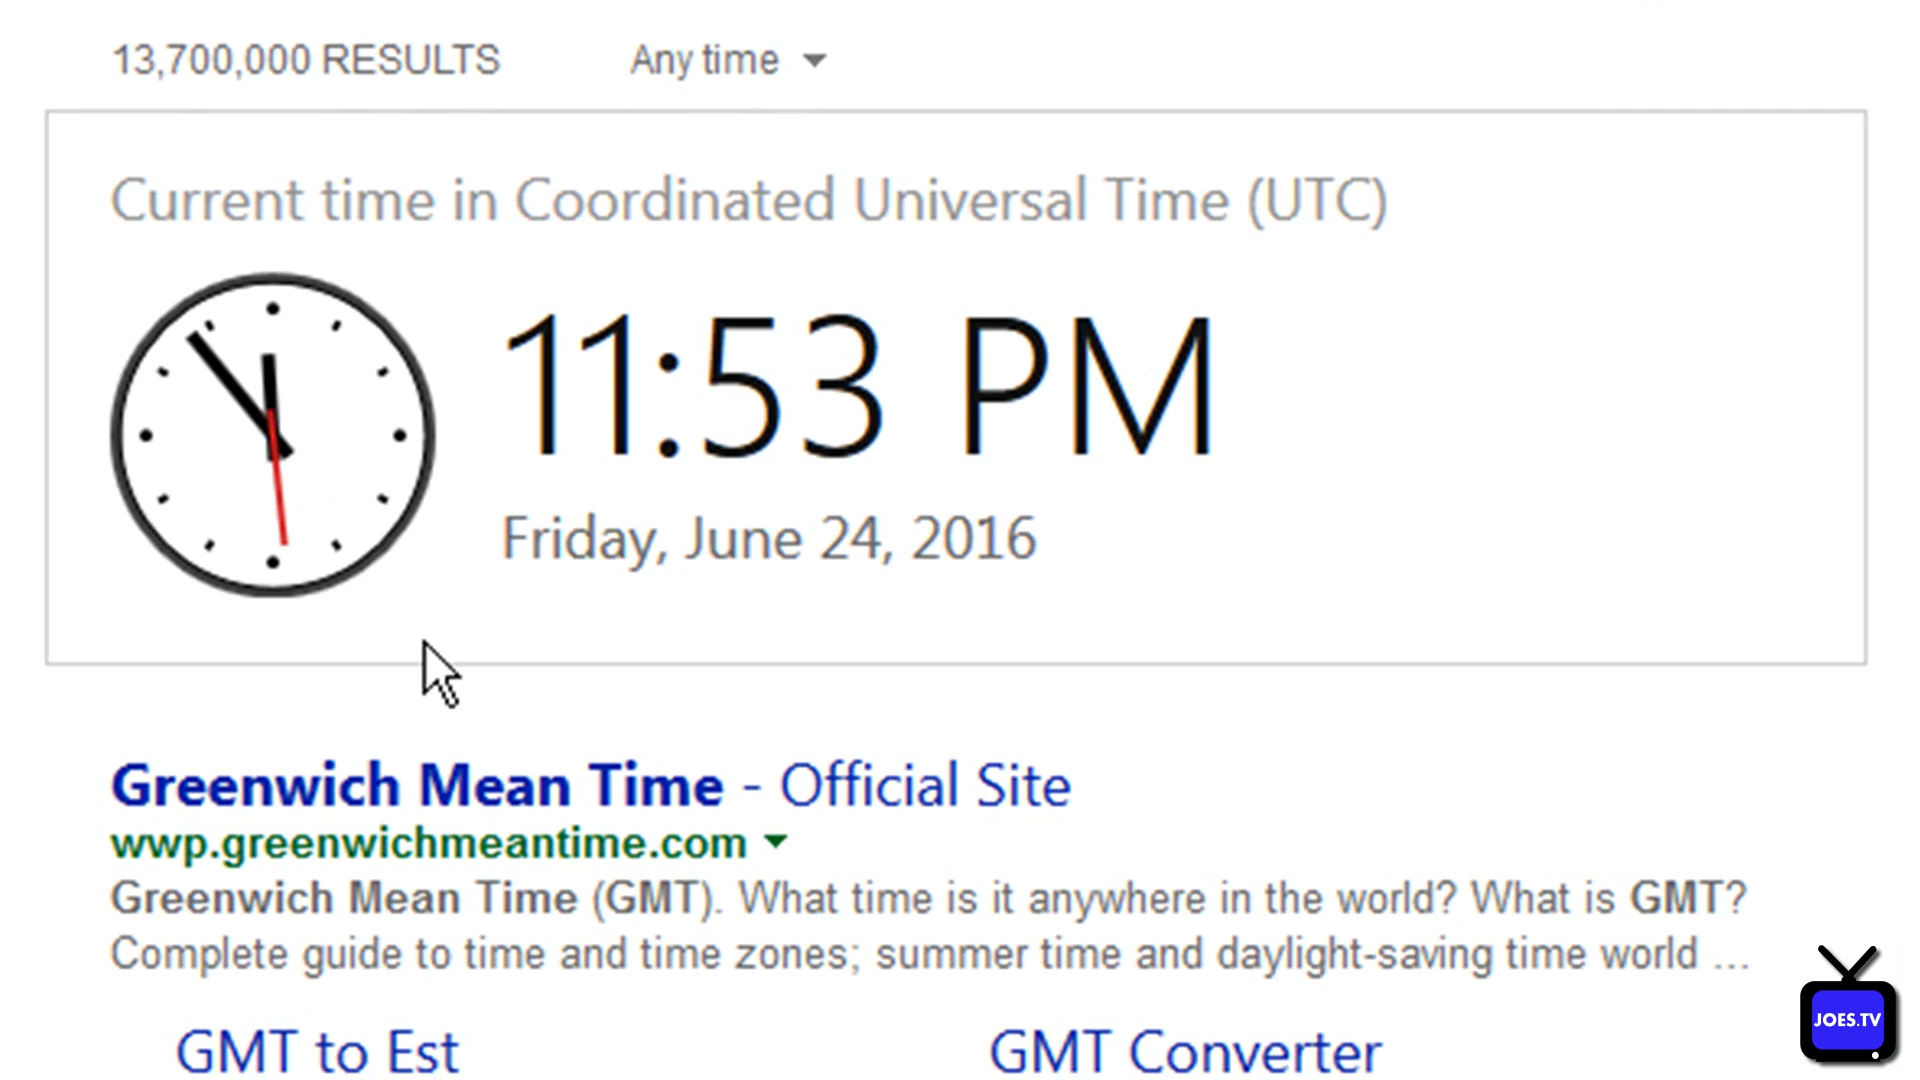 13,700,000 RESULTS Any time
Current time in Coordinated Universal Time (UTC)
11:53 PM
Friday, June 24, 2016
Greenwich Mean Time - Official Site
wwp.greenwichmeantime.com
Greenwich Mean Time (GMT). What time is it anywhere in the world? What is GMT?
Complete guide to time and time zones; summer time and daylight-saving time world ...
GMT to Est GMT Converter
JOES.TV